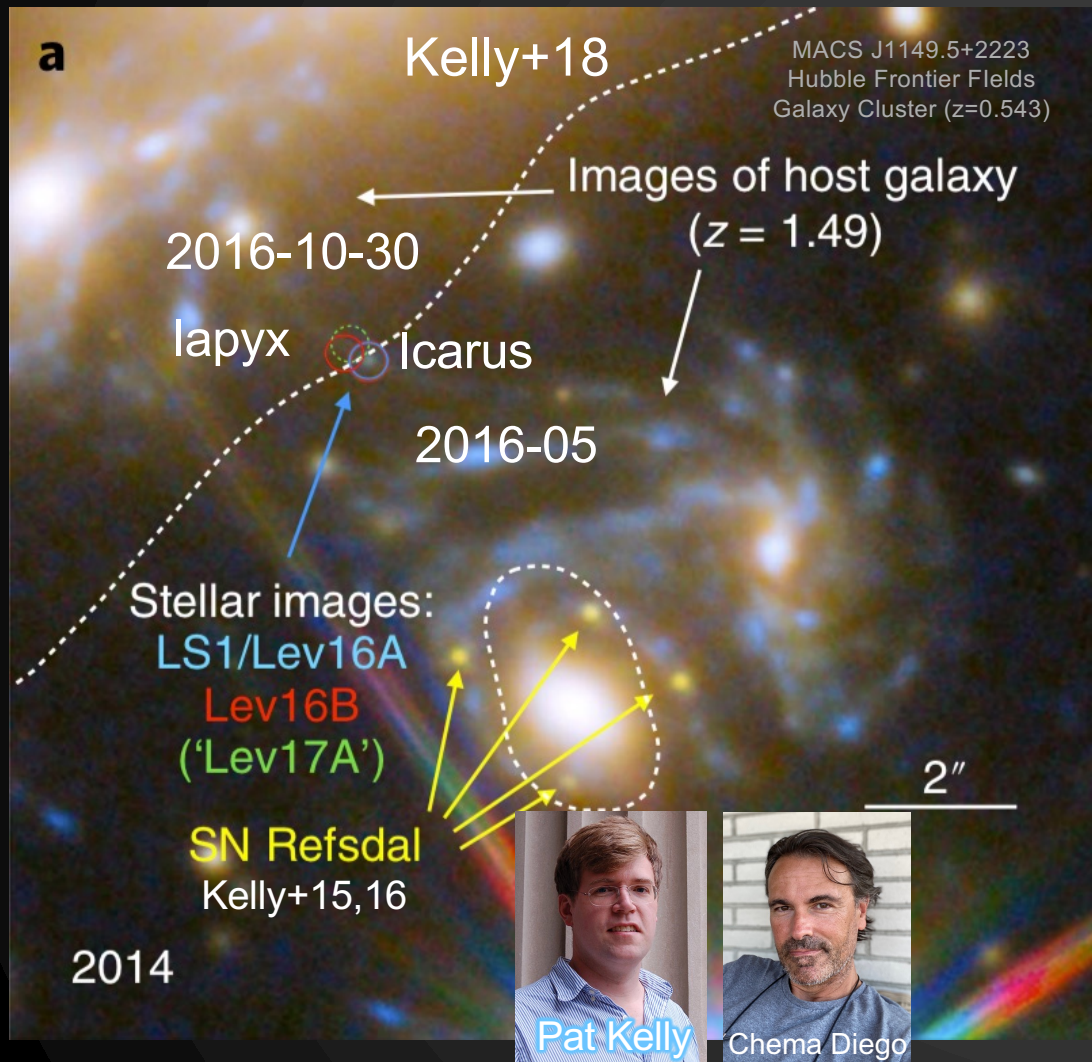 a
Kelly+18
MACS J1149.5+2223
Hubble Frontier FIelds
Galaxy Cluster (z=0.543)
Images of host galaxy
(z = 1.49)
2016-10-30
Iapyx
Icarus
2016-05
Stellar images:
LS1/Lev16A
Lev16B
(‘Lev17A’)
2″
SN Refsdal
Kelly+15,16
2014
Pat Kelly
Chema Diego